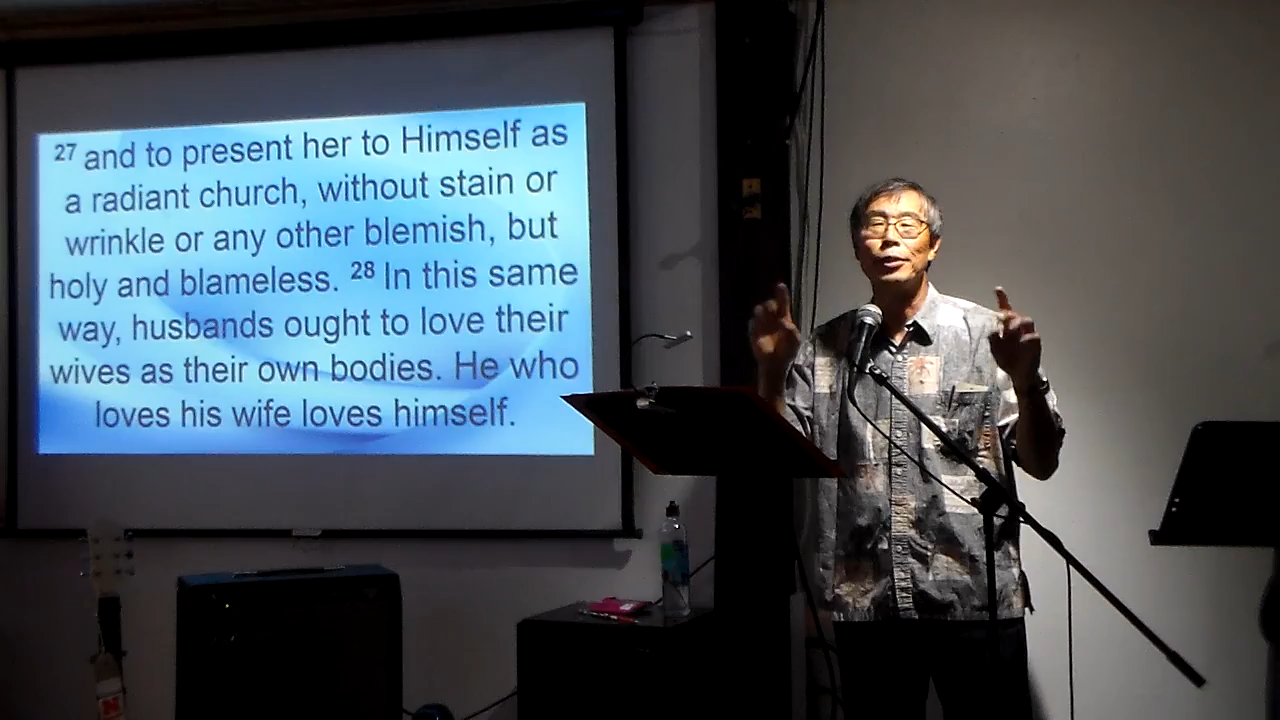 27 and to present her to Himself as
a radiant church, without stain or
wrinkle or any other blemish, but
holy and blameless. 28 In this same
way, husbands ought to love their
wives as their own bodies. He who
loves his wife loves himself.
N